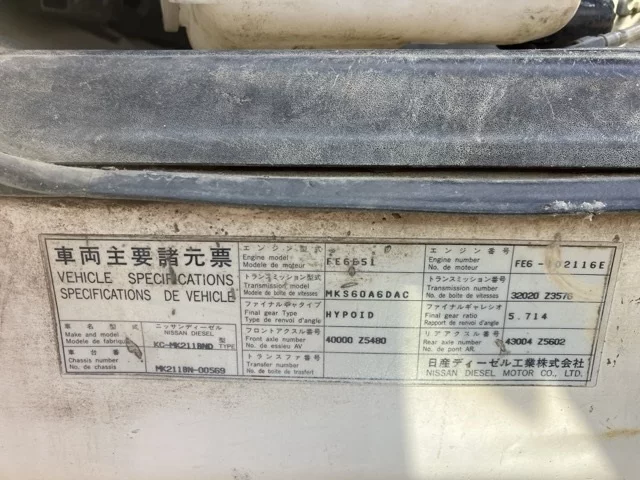 車両主要諸元票
VEHICLE SPECIFICATIONS
SPECIFICATIONS DE VEHICLE
車名型式
Make and model
Modele de fabrique
ニッサンディーゼル
NISSAN DIESEL
KC-MK211BND
型
TYPE
車台番号
Chassis number
No. de chassis
MK211BN-00569
エンジン型式
Engine model
Modele de moteur
FE6
トランスミッション型式
Transmission model
Modele de boite de vitesses
MKS60A6DAC
ファイナルギャタイプ
Final gear Type
Type de renvoi d'angle
HYPOID
フロントアクスル番号
Front axle number
No. de essieu AV
40000 Z5480
トランスファ番号
Transfer number
No. de boite de trasfert
エンジン番号
Engine number
No. de moteur
FE6 - 02116E
トランスミッション番号
Transmission number
No. de boite de vitesses
32020
ファイナルギャレシオ
Final gear ratio
Rapport de renvoi d'angle
5.714
リアアクスル番号
Rear axle number
No. de pont AR.
43004 Z5602
日産ディーゼル工業株式会社
NISSAN DIESEL MOTOR CO., LTD.